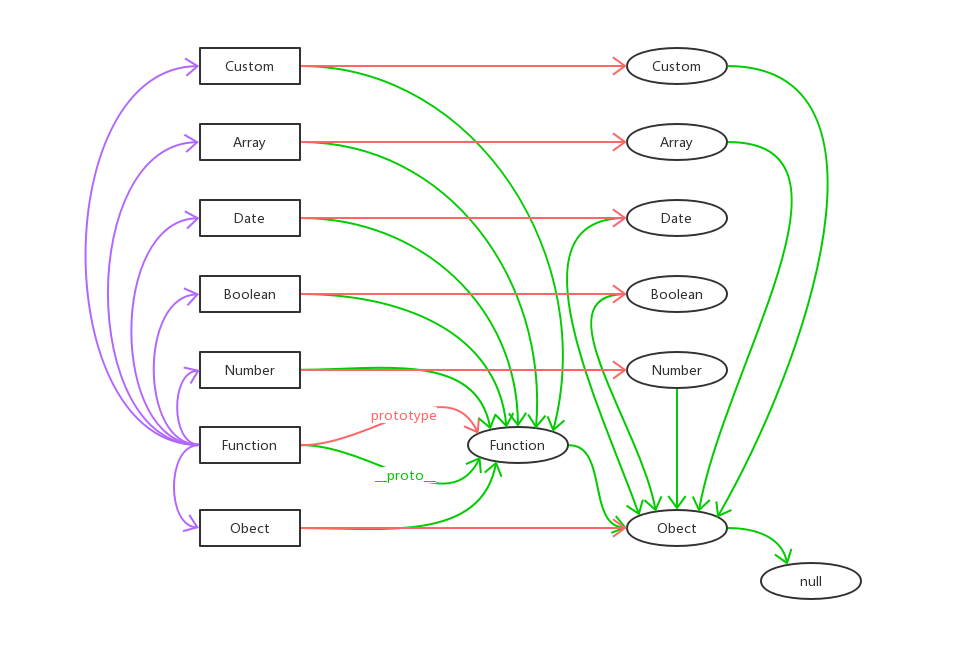 Custom
Custom
Array
Array
Date
Date
Boolean
Boolean
Number
Number
prototype
Function
Function
__proto__
Obect
Obect
null